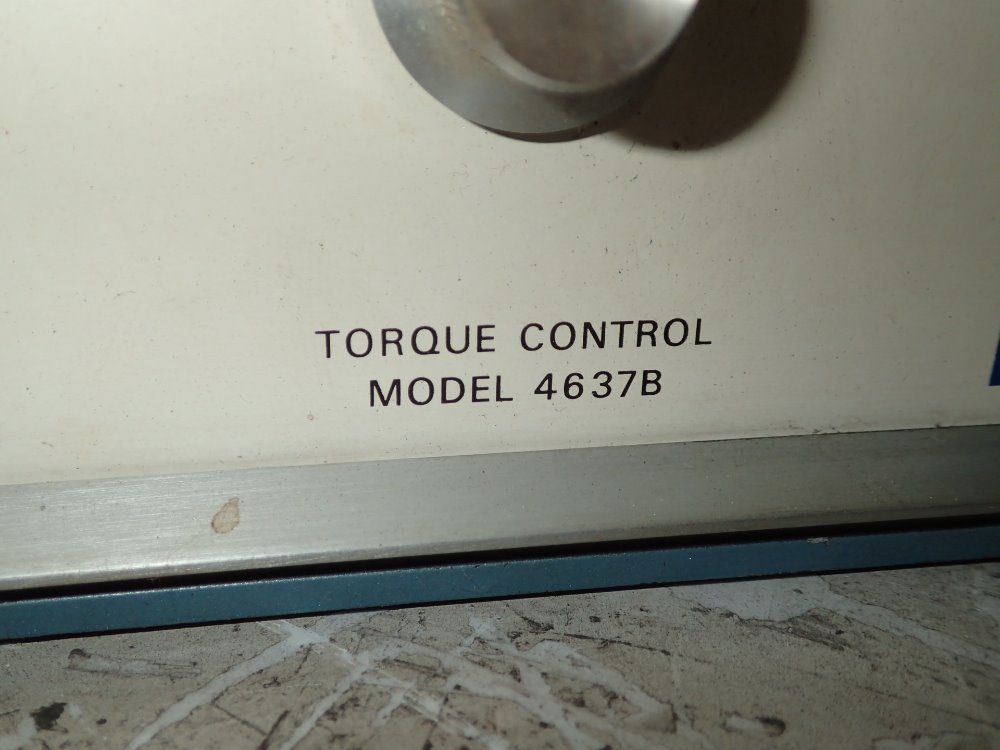 TORQUE CONTROL
MODEL 4637B